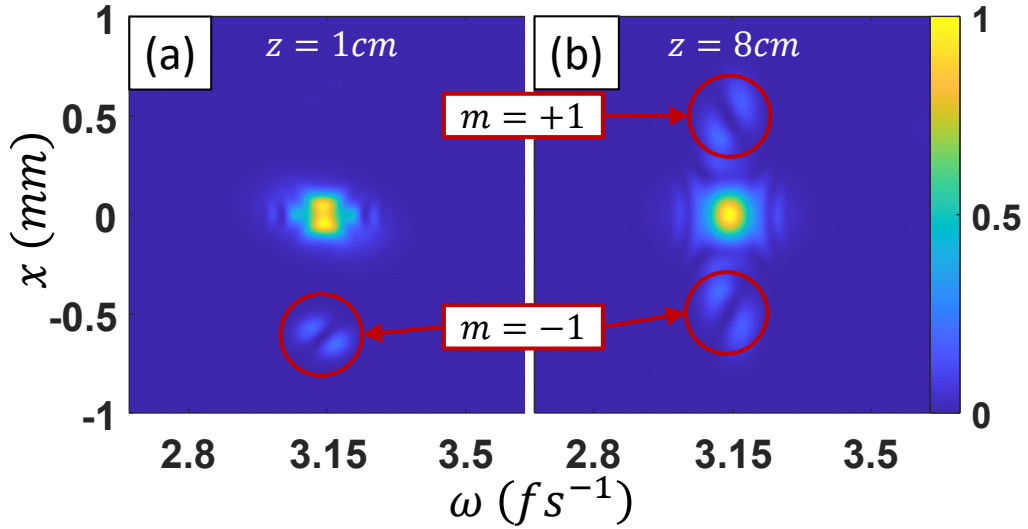 (a)
z = 1cm
(b)
z = 8cm
m = +1
m = −1
x (mm)
1
0.5
0
-0.5
-1
2.8
3.15
3.5
2.8
3.15
3.5
ω (fs⁻¹)
1
0.5
0